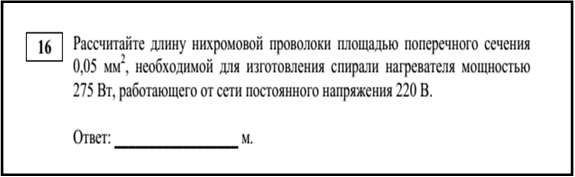 16
Рассчитайте длину нихромовой проволоки площадью поперечного сечения
0,05 мм², необходимой для изготовления спирали нагревателя мощностью
275 Вт, работающего от сети постоянного напряжения 220 В.
Ответ: ____________________ м.